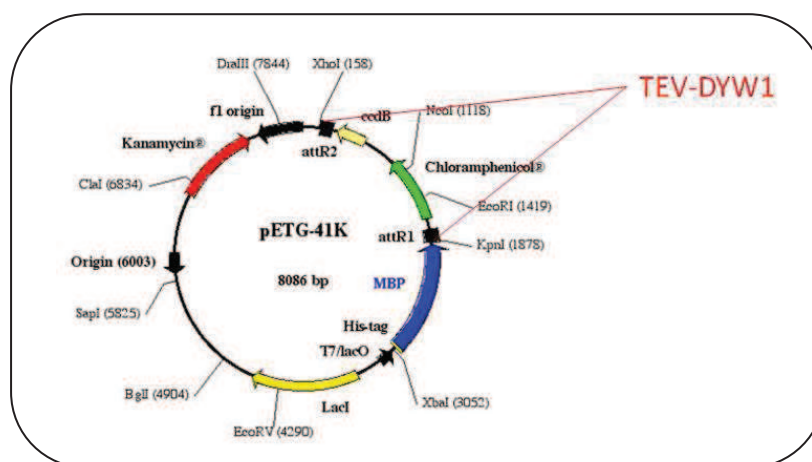 DraIII (7844)
XhoI (158)
TEV-DYW1
f1 origin
ccdB
NcoI (1118)
Kanamycin®
attR2
Chloramphenicol®
ClaI (6834)
EcoRI (1419)
pETG-41K
attR1
KpnI (1878)
Origin (6003)
8086 bp
MBP
SapI (5825)
His-tag
T7/lacO
BglI (4904)
XbaI (3052)
LacI
EcoRV (4290)